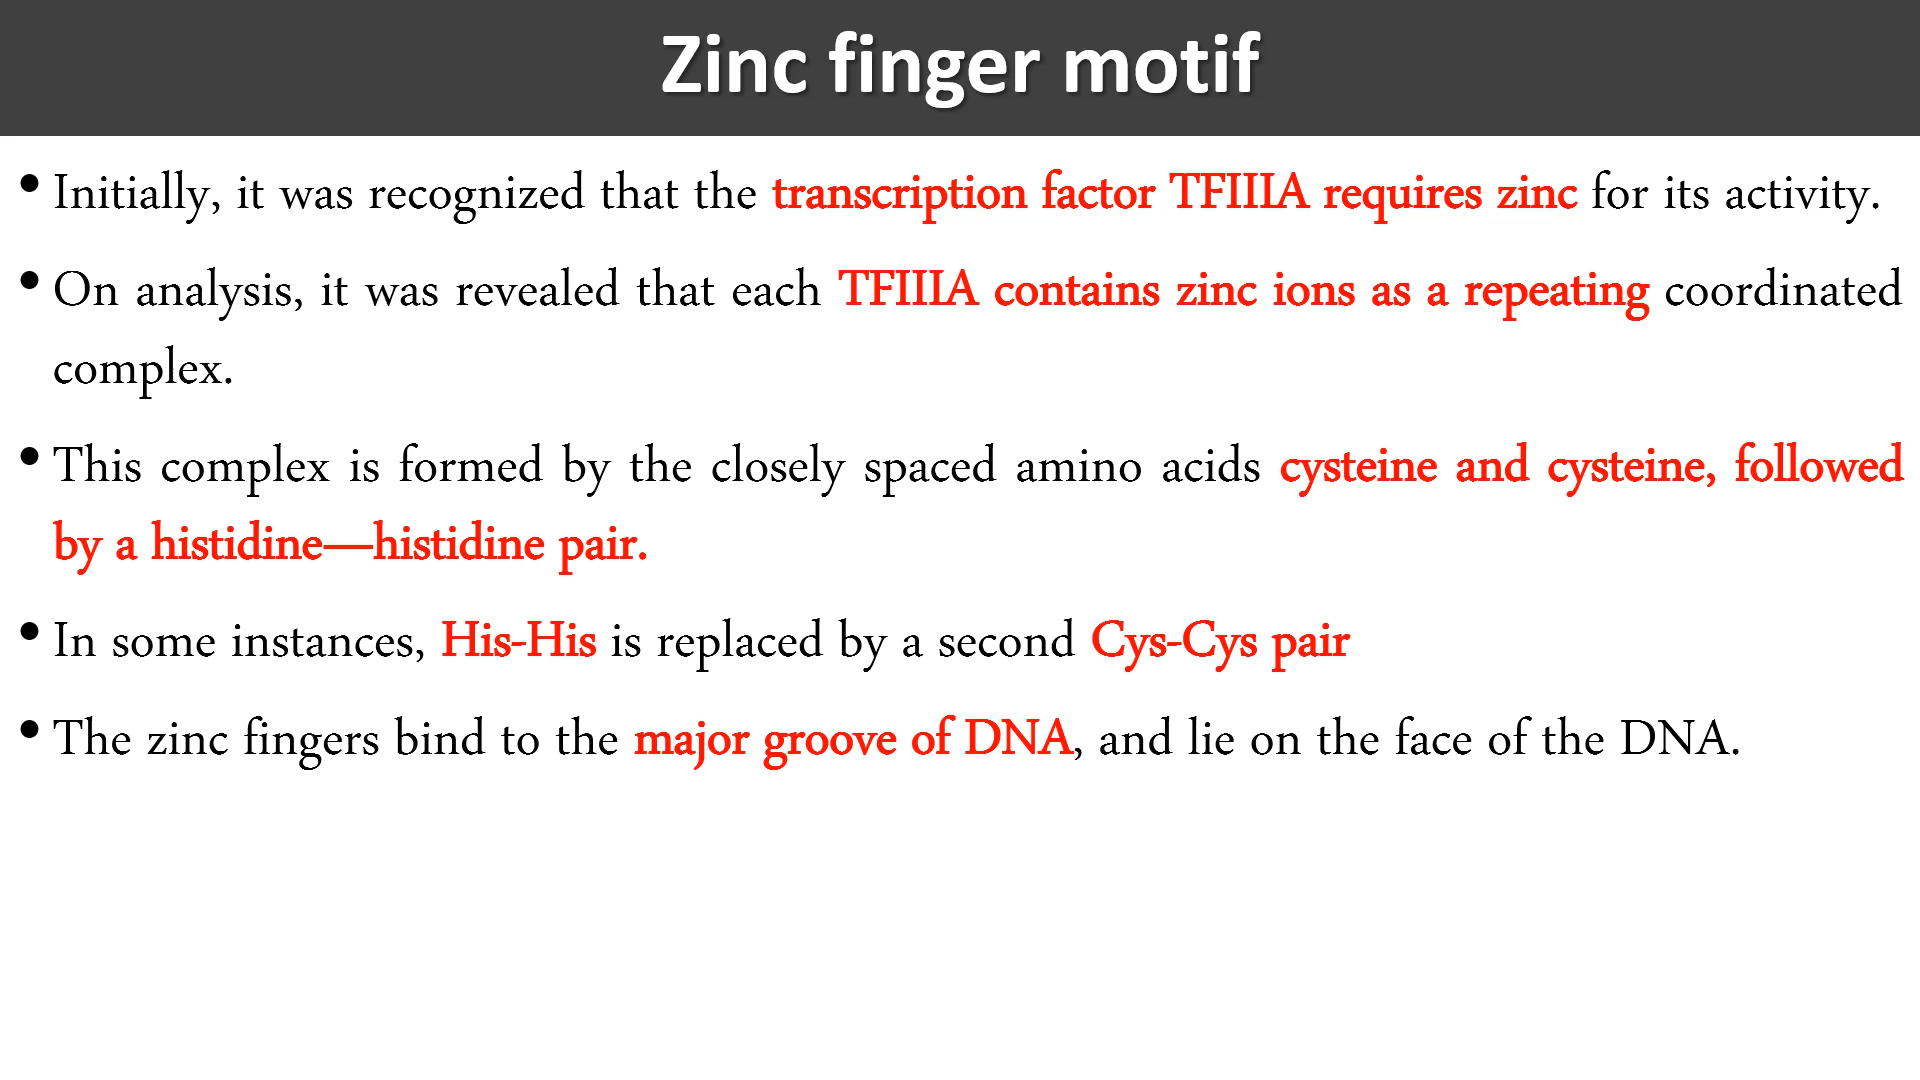 Zinc finger motif
• Initially, it was recognized that the transcription factor TFIIIA requires zinc for its activity.
• On analysis, it was revealed that each TFIIIA contains zinc ions as a repeating coordinated
complex.
• This complex is formed by the closely spaced amino acids cysteine and cysteine, followed
by a histidine—histidine pair.
• In some instances, His-His is replaced by a second Cys-Cys pair
• The zinc fingers bind to the major groove of DNA, and lie on the face of the DNA.